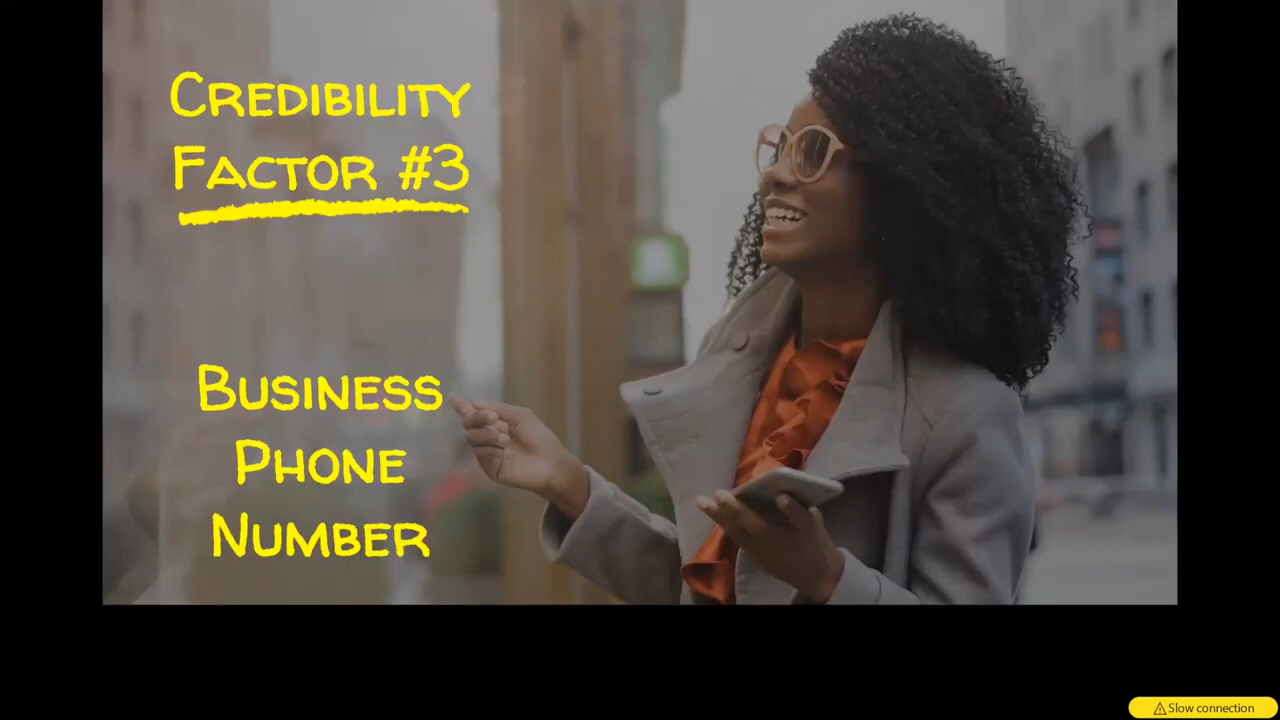 Credibility
Factor #3
Business
Phone
Number
Slow connection